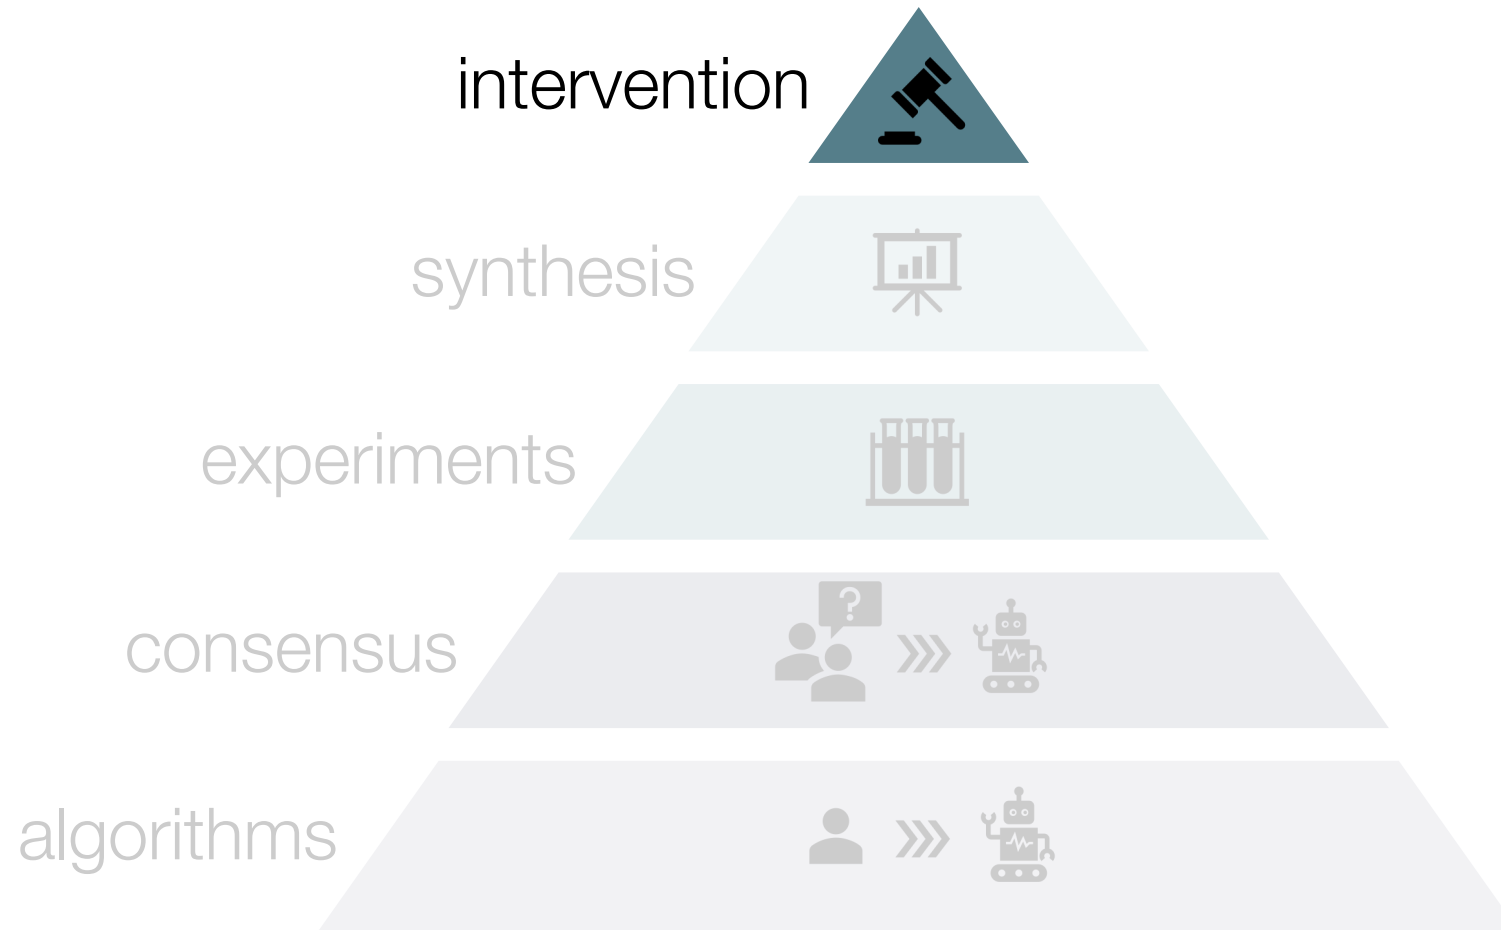 intervention
synthesis
experiments
?
consensus
algorithms